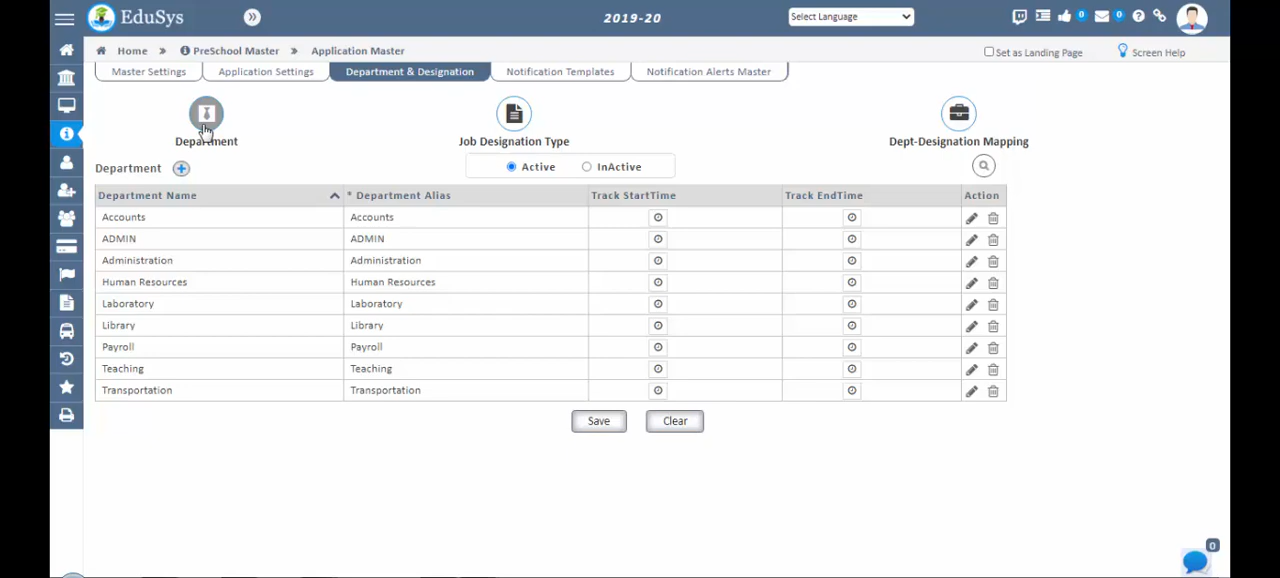 EduSys
2019-20
Select Language
0
0
Home » PreSchool Master » Application Master
Set as Landing Page
Screen Help
Master Settings
Application Settings
Department & Designation
Notification Templates
Notification Alerts Master
Department
Job Designation Type
Dept-Designation Mapping
Department
Active
InActive
Department Name * Department Alias Track StartTime Track EndTime Action
Accounts Accounts
ADMIN ADMIN
Administration Administration
Human Resources Human Resources
Laboratory Laboratory
Library Library
Payroll Payroll
Teaching Teaching
Transportation Transportation
Save Clear
0